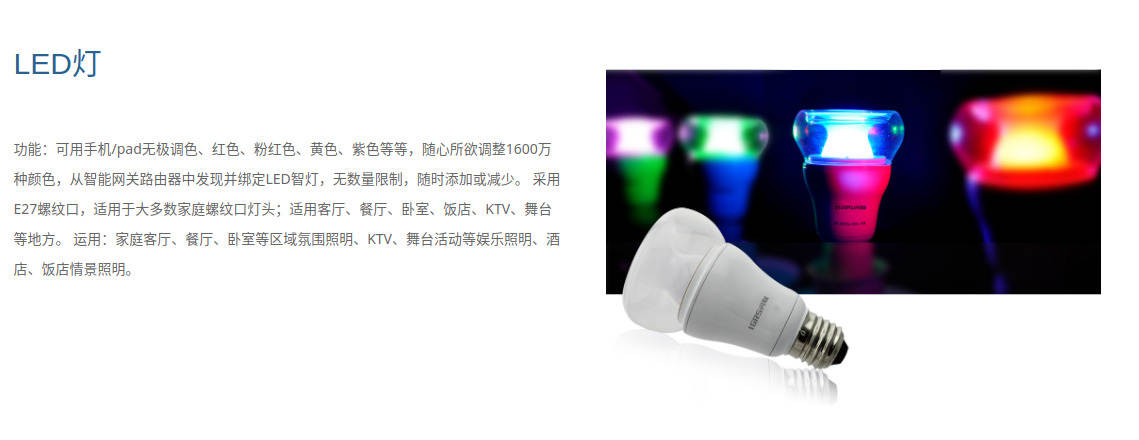 LED灯
功能：可用手机/pad无极调色、红色、粉红色、黄色、紫色等等，随心所欲调整1600万
种颜色，从智能网关路由器中发现并绑定LED智灯，无数量限制，随时添加或减少。 采用
E27螺纹口，适用于大多数家庭螺纹口灯头；适用客厅、餐厅、卧室、饭店、KTV、舞台
等地方。 运用：家庭客厅、餐厅、卧室等区域氛围照明、KTV、舞台活动等娱乐照明、酒
店、饭店情景照明。